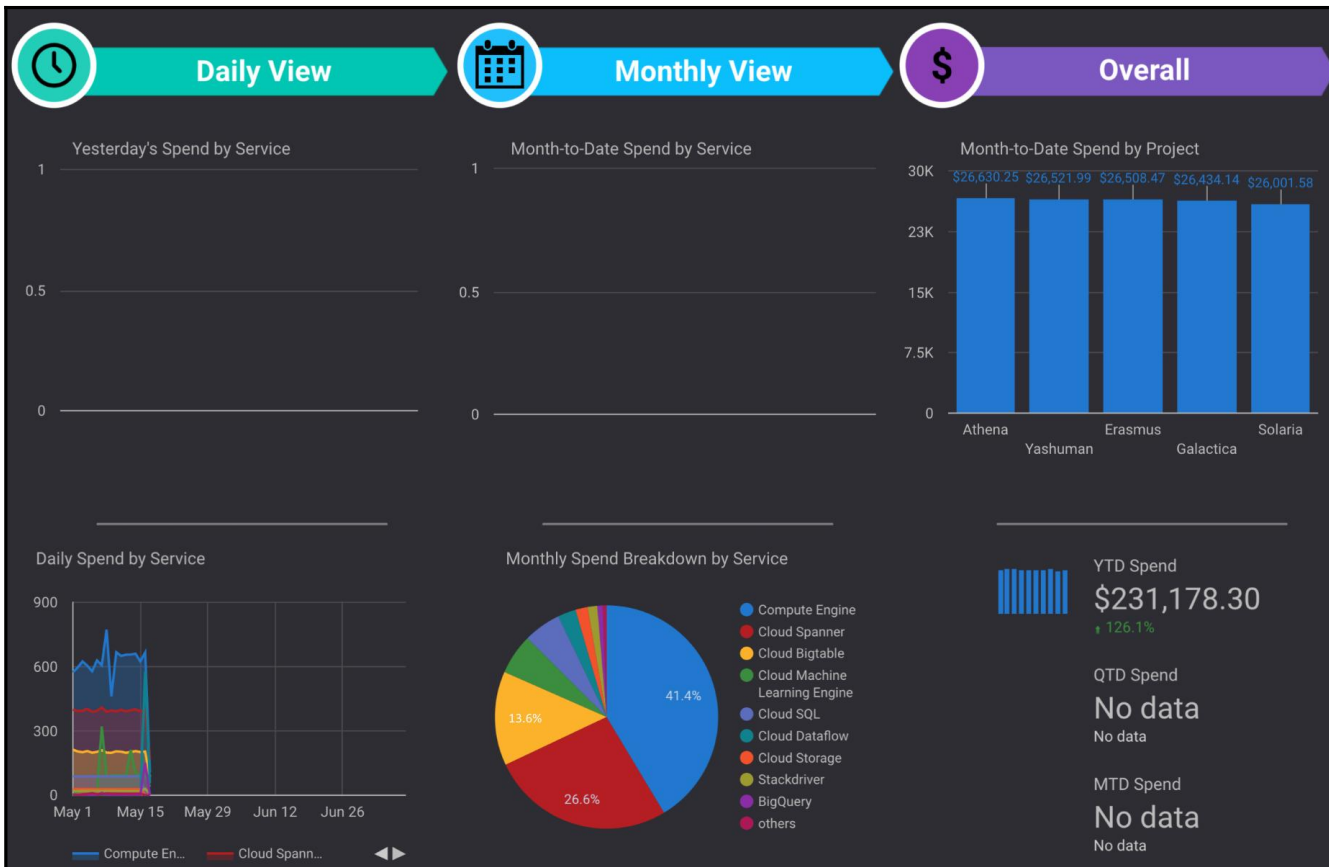 Daily View
Monthly View
$
Overall
Yesterday's Spend by Service
1
0.5
0
Month-to-Date Spend by Service
1
0.5
0
Month-to-Date Spend by Project
30K
23K
15K
7.5K
0
$26,630.25
$26,521.99
$26,508.47
$26,434.14
$26,001.58
Athena
Yashuman
Erasmus
Galactica
Solaria
Daily Spend by Service
900
600
300
0
May 1
May 15
May 29
Jun 12
Jun 26
Compute En...
Cloud Spann...
Monthly Spend Breakdown by Service
41.4%
26.6%
13.6%
Compute Engine
Cloud Spanner
Cloud Bigtable
Cloud Machine
Learning Engine
Cloud SQL
Cloud Dataflow
Cloud Storage
Stackdriver
BigQuery
others
YTD Spend
$231,178.30
126.1%
QTD Spend
No data
No data
MTD Spend
No data
No data